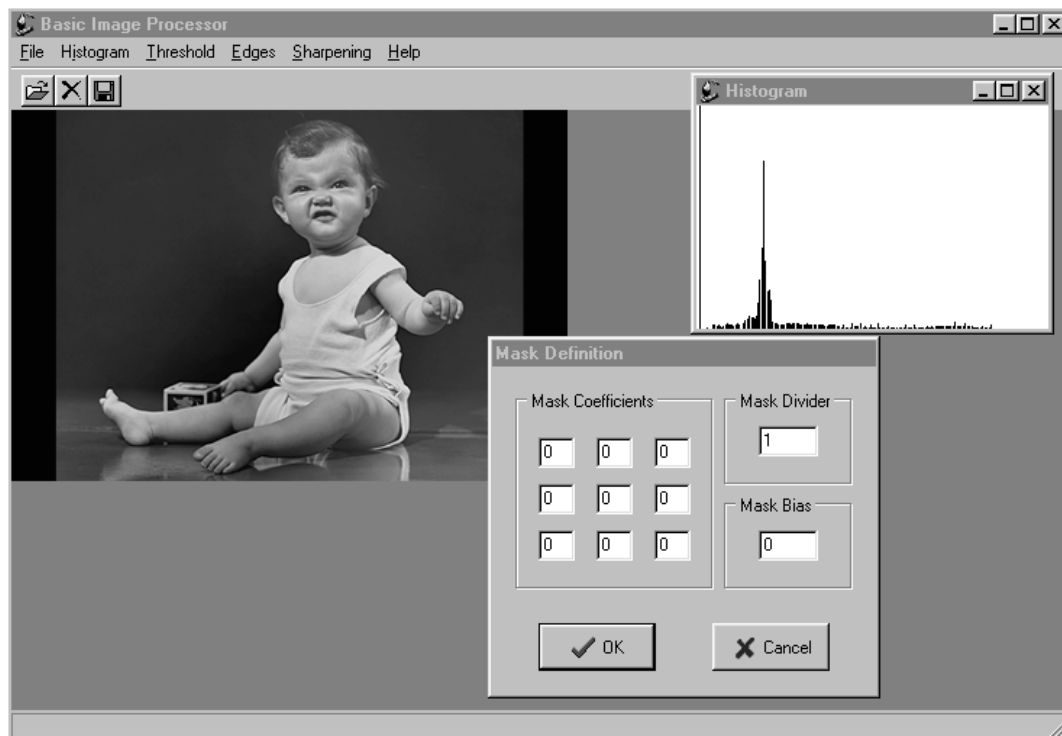 Basic Image Processor
File Histogram Threshold Edges Sharpening Help
Histogram
Mask Definition
Mask Coefficients
0 0 0
0 0 0
0 0 0
Mask Divider
1
Mask Bias
0
OK
Cancel